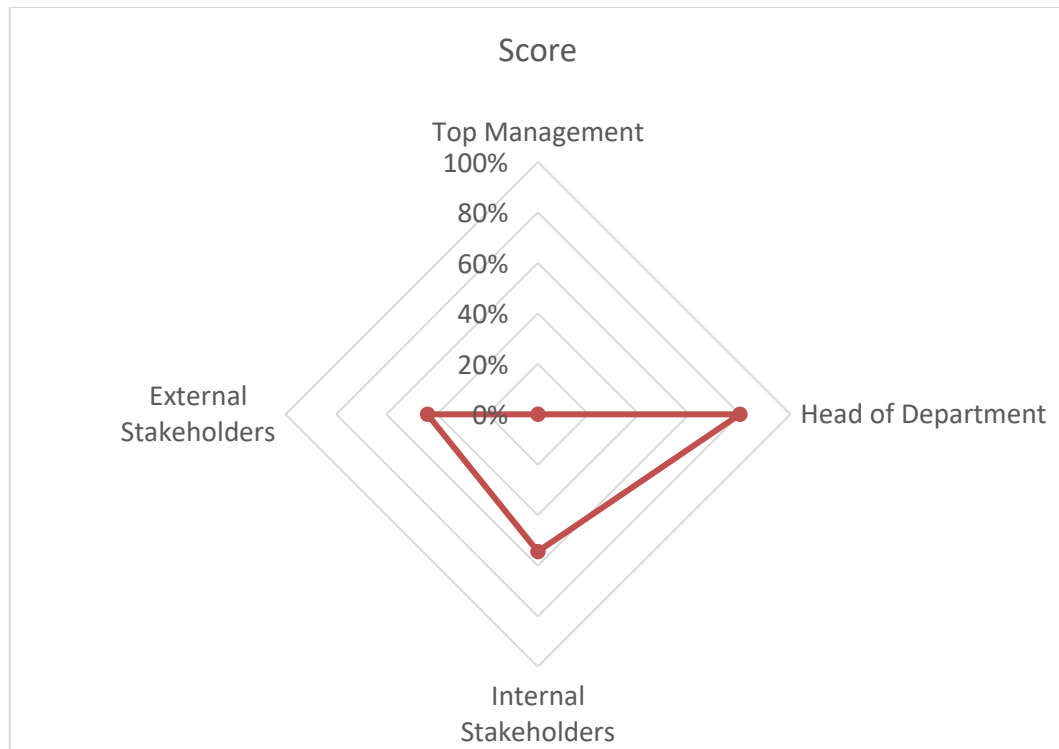 Score
Top Management
100%
80%
60%
40%
20%
0%
External
Stakeholders
Head of Department
Internal
Stakeholders